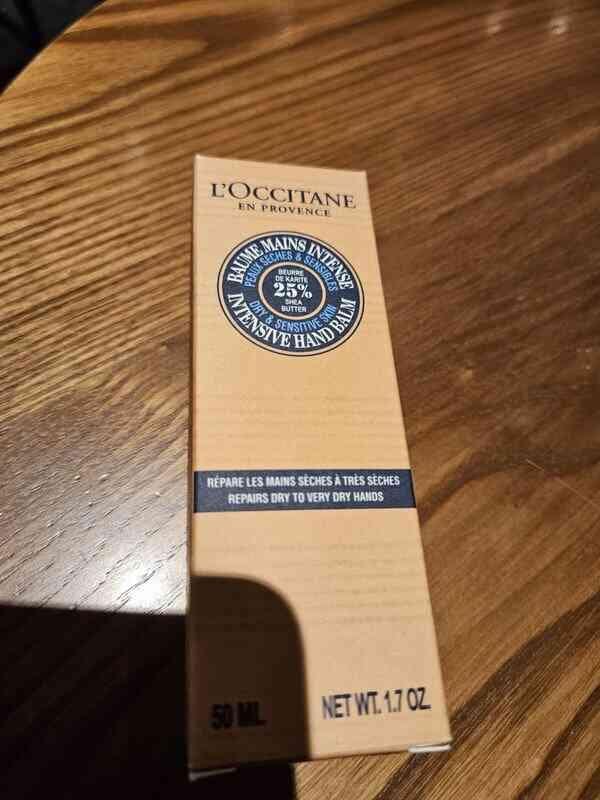 L'OCCITANE
EN PROVENCE
BAUME MAINS INTENSE
PEAUX SÈCHES & SENSIBLES
BEURRE
DE KARITÉ
25%
SHEA
BUTTER
DRY & SENSITIVE SKIN
INTENSIVE HAND BALM
RÉPARE LES MAINS SÈCHES À TRÈS SÈCHES
REPAIRS DRY TO VERY DRY HANDS
50 ML NET WT. 1.7 OZ.